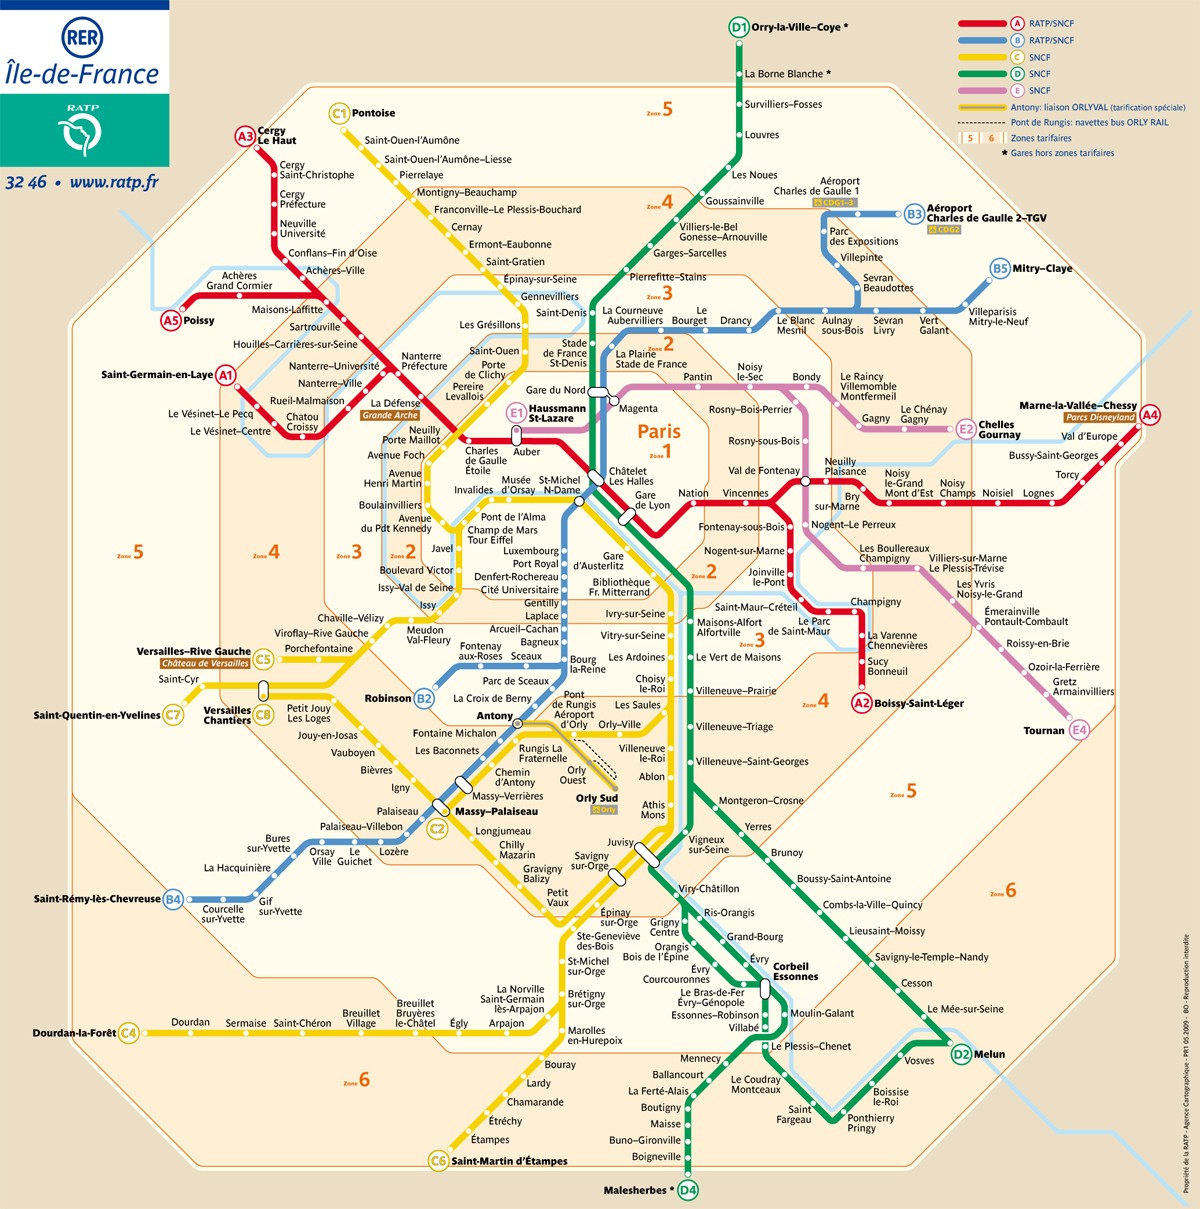 RER
Île-de-France
RATP
32 46 • www.ratp.fr
A RATP/SNCF
B RATP/SNCF
C SNCF
D SNCF
E SNCF
Antony: liaison ORLYVAL (tarification spéciale)
Pont de Rungis: navettes bus ORLY RAIL
5 6 Zones tarifaires
* Gares hors zones tarifaires
D1 Orry-la-Ville–Coye *
La Borne Blanche *
Survilliers–Fosses
Louvres
Les Noues
Goussainville
Villiers-le-Bel
Gonesse–Arnouville
Garges–Sarcelles
Pierrefitte–Stains
Saint-Denis
Stade
de France
St-Denis
C1 Pontoise
Saint-Ouen-l'Aumône
Saint-Ouen-l'Aumône–Liesse
Pierrelaye
Montigny–Beauchamp
Franconville–Le Plessis-Bouchard
Cernay
Ermont–Eaubonne
Saint-Gratien
Épinay-sur-Seine
Gennevilliers
Les Grésillons
Saint-Ouen
Porte
de Clichy
Pereire
Levallois
Neuilly
Porte Maillot
Avenue Foch
Avenue
Henri Martin
Boulainvilliers
Avenue
du Pdt Kennedy
A3 Cergy
Le Haut
Cergy
Saint-Christophe
Cergy
Préfecture
Neuville
Université
Conflans–Fin d'Oise
Achères–Ville
Achères
Grand Cormier
A5 Poissy
Maisons-Laffitte
Sartrouville
Houilles–Carrières-sur-Seine
Saint-Germain-en-Laye A1
Le Vésinet–Le Pecq
Le Vésinet–Centre
Chatou
Croissy
Rueil-Malmaison
Nanterre–Ville
Nanterre–Université
Nanterre
Préfecture
La Défense
Grande Arche
Charles
de Gaulle
Étoile
Auber
E1 Haussmann
St-Lazare
Châtelet
Les Halles
Gare
de Lyon
Nation
Vincennes
Gare du Nord
Magenta
Paris
Zone 1
Zone 2
Zone 3
Zone 4
Zone 5
Aéroport
Charles de Gaulle 1
CDG1–3
B3 Aéroport
Charles de Gaulle 2–TGV
CDG2
Parc
des Expositions
Villepinte
Sevran
Beaudottes
B5 Mitry–Claye
Villeparisis
Mitry-le-Neuf
Vert
Galant
Sevran
Livry
Aulnay
sous-Bois
Le Blanc
Mesnil
Drancy
Le
Bourget
La Courneuve
Aubervilliers
La Plaine
Stade de France
Pantin
Noisy
le-Sec
Bondy
Le Raincy
Villemomble
Montfermeil
Gagny
Le Chénay
Gagny
E2 Chelles
Gournay
Rosny–Bois-Perrier
Rosny-sous-Bois
Val de Fontenay
Neuilly
Plaisance
Bry
sur-Marne
Noisy
le-Grand
Mont d'Est
Noisy
Champs
Noisiel
Lognes
Torcy
Bussy-Saint-Georges
Val d'Europe
Marne-la-Vallée–Chessy A4
Parcs Disneyland
Nogent–Le Perreux
Les Boullereaux
Champigny
Villiers-sur-Marne
Le Plessis-Trévise
Les Yvris
Noisy-le-Grand
Émerainville
Pontault-Combault
Roissy-en-Brie
Ozoir-la-Ferrière
Gretz
Armainvilliers
Tournan E4
Fontenay-sous-Bois
Nogent-sur-Marne
Joinville
le-Pont
Saint-Maur–Créteil
Le Parc
de Saint-Maur
Champigny
La Varenne
Chennevières
Sucy
Bonneuil
A2 Boissy-Saint-Léger
Invalides
Musée
d'Orsay
St-Michel
N-Dame
Pont de l'Alma
Champ de Mars
Tour Eiffel
Javel
Boulevard Victor
Issy–Val de Seine
Issy
Meudon
Val-Fleury
Chaville–Vélizy
Viroflay–Rive Gauche
Porchefontaine
Versailles–Rive Gauche C5
Château de Versailles
Saint-Cyr
Saint-Quentin-en-Yvelines C7
Versailles
Chantiers C8
Petit Jouy
Les Loges
Jouy-en-Josas
Vauboyen
Bièvres
Igny
Luxembourg
Port Royal
Denfert-Rochereau
Cité Universitaire
Gentilly
Laplace
Arcueil–Cachan
Bagneux
Bourg
la-Reine
Fontenay
aux-Roses
Sceaux
Robinson B2
Parc de Sceaux
La Croix de Berny
Antony
Fontaine Michalon
Les Baconnets
Massy–Verrières
Massy–Palaiseau
C2
Palaiseau
Palaiseau–Villebon
Lozère
Le
Guichet
Orsay
Ville
Bures
sur-Yvette
La Hacquinière
Gif
sur-Yvette
Courcelle
sur-Yvette
Saint-Rémy-lès-Chevreuse B4
Gare
d'Austerlitz
Bibliothèque
Fr. Mitterrand
Ivry-sur-Seine
Vitry-sur-Seine
Les Ardoines
Choisy
le-Roi
Les Saules
Orly–Ville
Pont
de Rungis
Aéroport
d'Orly
Rungis La
Fraternelle
Chemin
d'Antony
Orly
Ouest
Orly Sud
Orly
Villeneuve
le-Roi
Ablon
Athis
Mons
Juvisy
Savigny
sur-Orge
Maisons-Alfort
Alfortville
Le Vert de Maisons
Villeneuve–Prairie
Villeneuve–Triage
Villeneuve–Saint-Georges
Montgeron–Crosne
Yerres
Brunoy
Boussy-Saint-Antoine
Combs-la-Ville–Quincy
Lieusaint–Moissy
Savigny-le-Temple–Nandy
Cesson
Le Mée-sur-Seine
D2 Melun
Vigneux
sur-Seine
Viry-Châtillon
Ris-Orangis
Grand-Bourg
Évry
Corbeil
Essonnes
Grigny
Centre
Orangis
Bois de l'Épine
Évry
Courcouronnes
Le Bras-de-Fer
Évry–Génopole
Essonnes–Robinson
Villabé
Moulin-Galant
Le Plessis–Chenet
Le Coudray
Montceaux
Saint
Fargeau
Ponthierry
Pringy
Boissise
le-Roi
Vosves
Mennecy
Ballancourt
La Ferté-Alais
Boutigny
Maisse
Buno–Gironville
Boigneville
Malesherbes * D4
Longjumeau
Chilly
Mazarin
Gravigny
Balizy
Petit
Vaux
Épinay
sur-Orge
Ste-Geneviève
des-Bois
St-Michel
sur-Orge
Brétigny
sur-Orge
Marolles
en-Hurepoix
Bouray
Lardy
Chamarande
Étréchy
Étampes
C6 Saint-Martin d'Étampes
La Norville
Saint-Germain
lès-Arpajon
Arpajon
Égly
Breuillet
Bruyères
le-Châtel
Breuillet
Village
Saint-Chéron
Sermaise
Dourdan
Dourdan-la-Forêt C4
Zone 5
Zone 4
Zone 3
Zone 2
Zone 2
Zone 3
Zone 4
Zone 5
Zone 6
Zone 6
Propriété de la RATP - Agence Cartographique - PR1 05.2009 - BO - Reproduction interdite